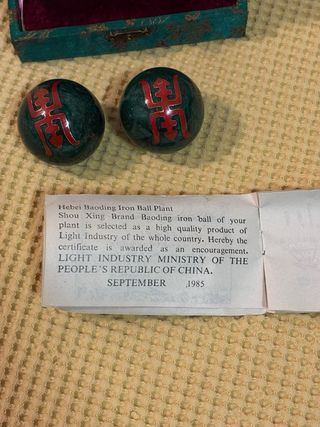 Hebei Baoding Iron Ball Plant
Shou Xing Brand Baoding iron ball of your
plant is selected as a high quality product of
Light Industry of the whole country. Hereby the
certificate is awarded as an encouragement.
LIGHT INDUSTRY MINISTRY OF THE
PEOPLE'S REPUBLIC OF CHINA.
SEPTEMBER ,1985